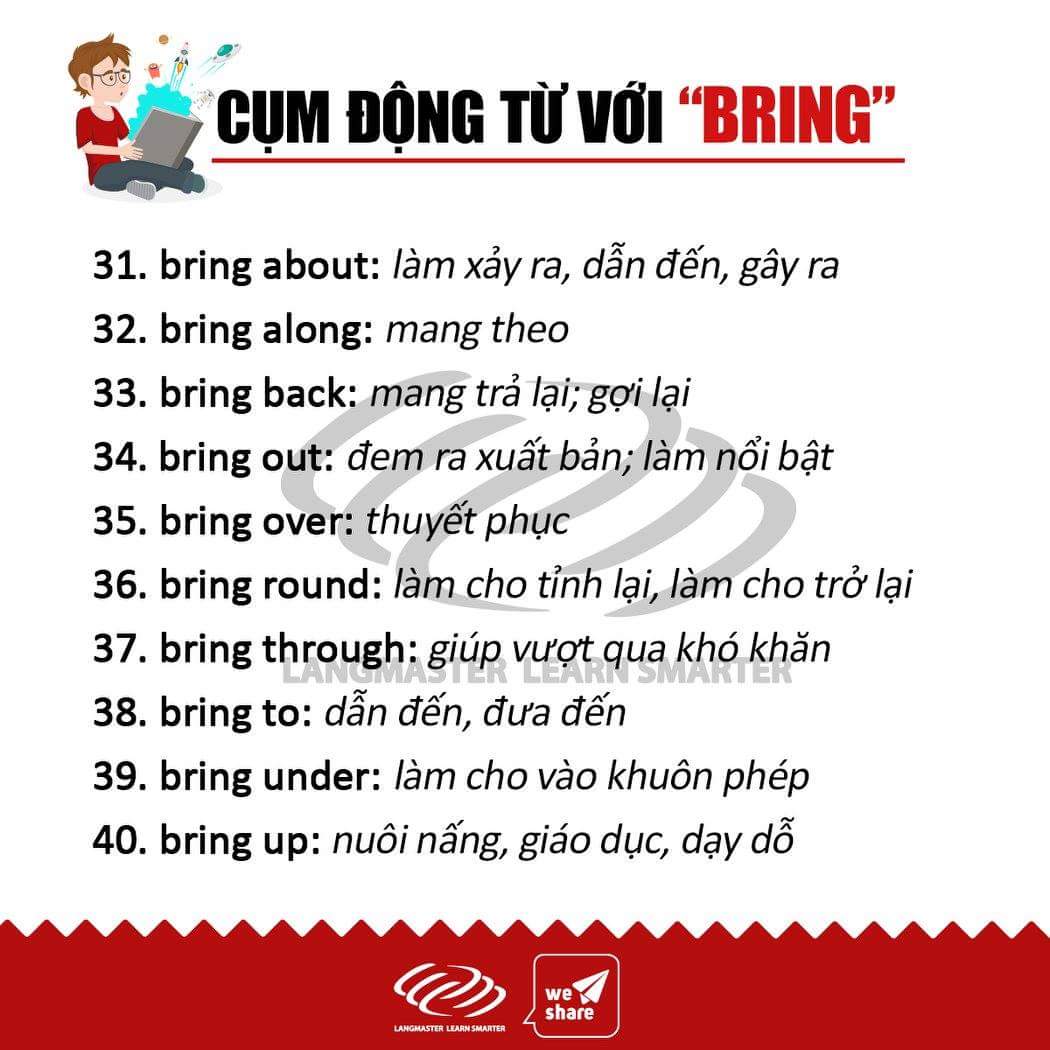 CỤM ĐỘNG TỪ VỚI “BRING”
31. bring about: làm xảy ra, dẫn đến, gây ra
32. bring along: mang theo
33. bring back: mang trả lại; gợi lại
34. bring out: đem ra xuất bản; làm nổi bật
35. bring over: thuyết phục
36. bring round: làm cho tỉnh lại, làm cho trở lại
37. bring through: giúp vượt qua khó khăn
LANGMASTER LEARN SMARTER
38. bring to: dẫn đến, đưa đến
39. bring under: làm cho vào khuôn phép
40. bring up: nuôi nấng, giáo dục, dạy dỗ
LANGMASTER LEARN SMARTER
we
share